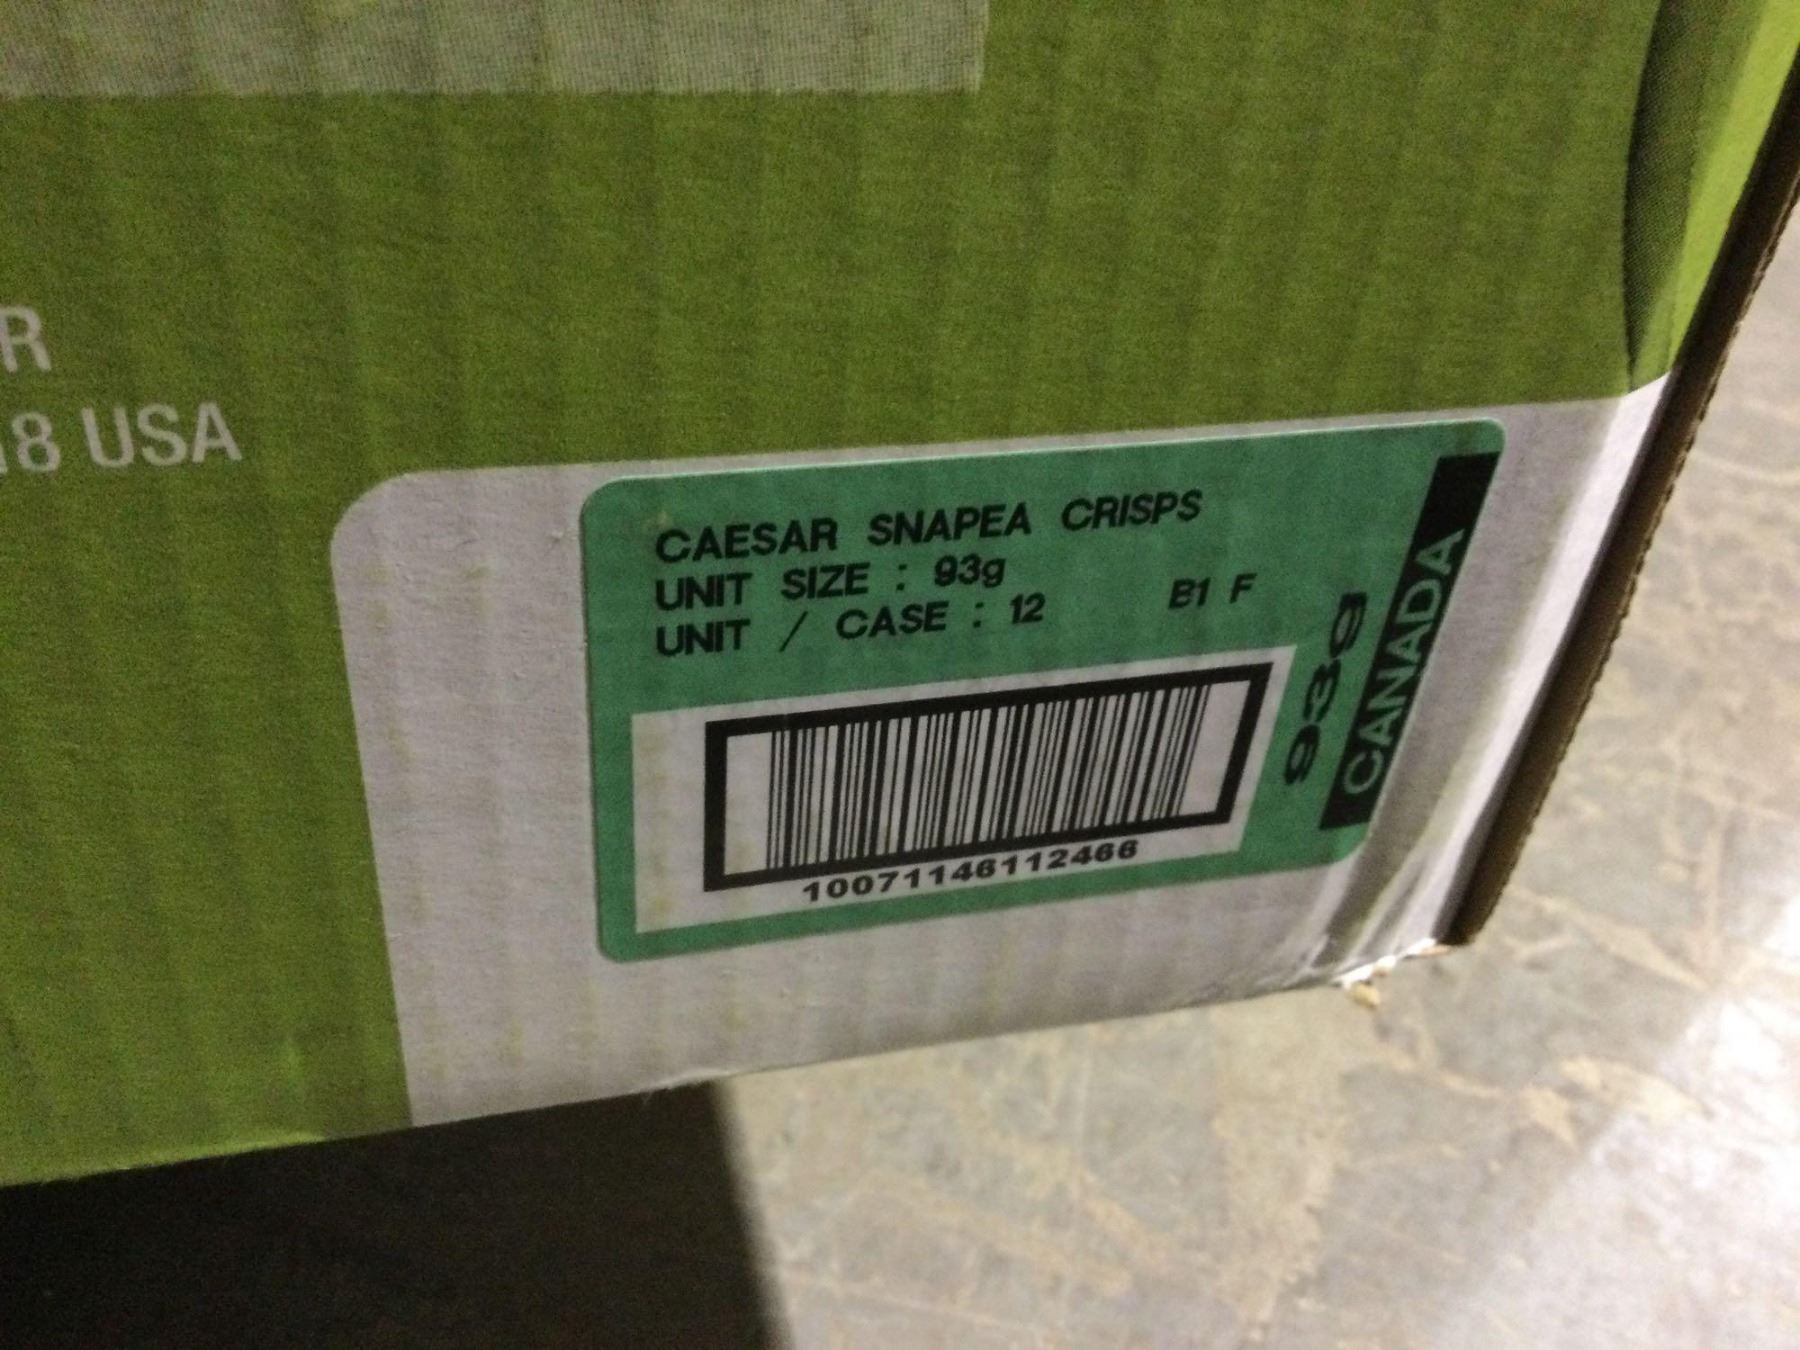 R
18 USA
CAESAR SNAPEA CRISPS
UNIT SIZE : 93g
UNIT / CASE : 12 B1 F
93G
CANADA
10071146112466